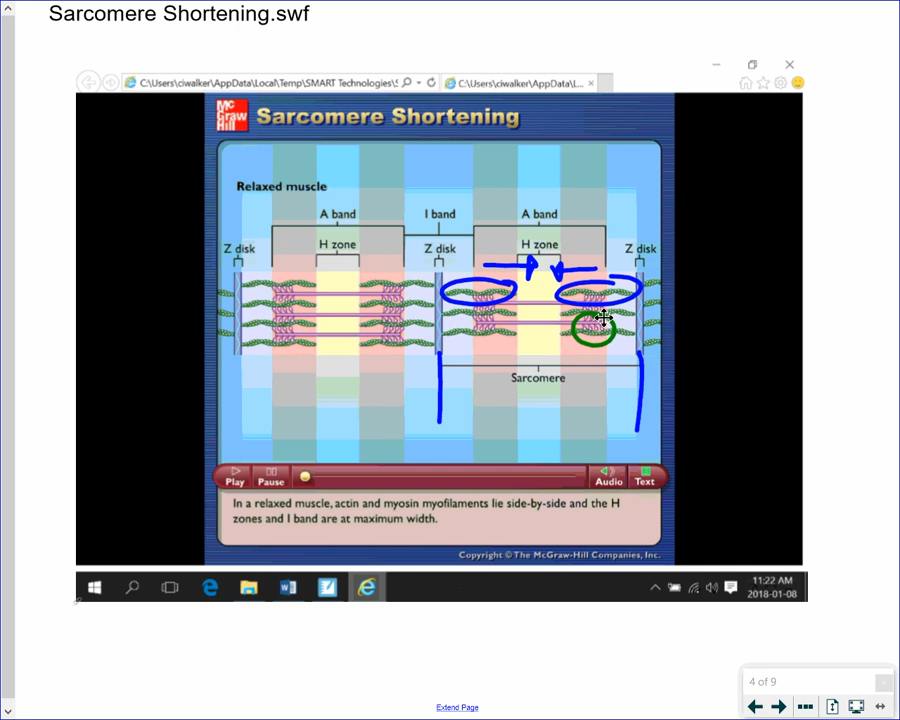 Sarcomere Shortening.swf
C:\Users\ciwalker\AppData\Local\Temp\SMART Technologies\S
C:\Users\ciwalker\AppData\L...
Mc
Graw
Hill
Sarcomere Shortening
Relaxed muscle
A band
I band
A band
Z disk
H zone
Z disk
H zone
Z disk
Sarcomere
Play
Pause
Audio
Text
In a relaxed muscle, actin and myosin myofilaments lie side-by-side and the H
zones and I band are at maximum width.
Copyright © The McGraw-Hill Companies, Inc.
11:22 AM
2018-01-08
4 of 9
Extend Page